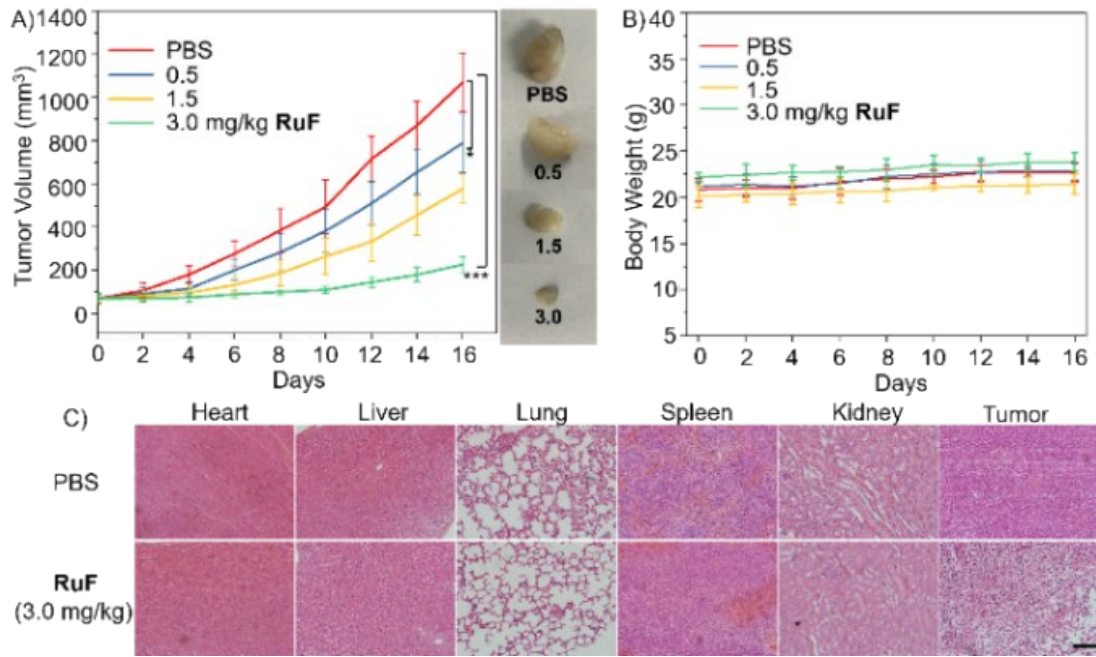 A)
Tumor Volume (mm³)
1400
1200
1000
800
600
400
200
0
PBS
0.5
1.5
3.0 mg/kg RuF
*
***
0 2 4 6 8 10 12 14 16
Days
PBS
0.5
1.5
3.0
B)
Body Weight (g)
40
35
30
25
20
15
10
5
PBS
0.5
1.5
3.0 mg/kg RuF
0 2 4 6 8 10 12 14 16
Days
C)
Heart Liver Lung Spleen Kidney Tumor
PBS
RuF
(3.0 mg/kg)